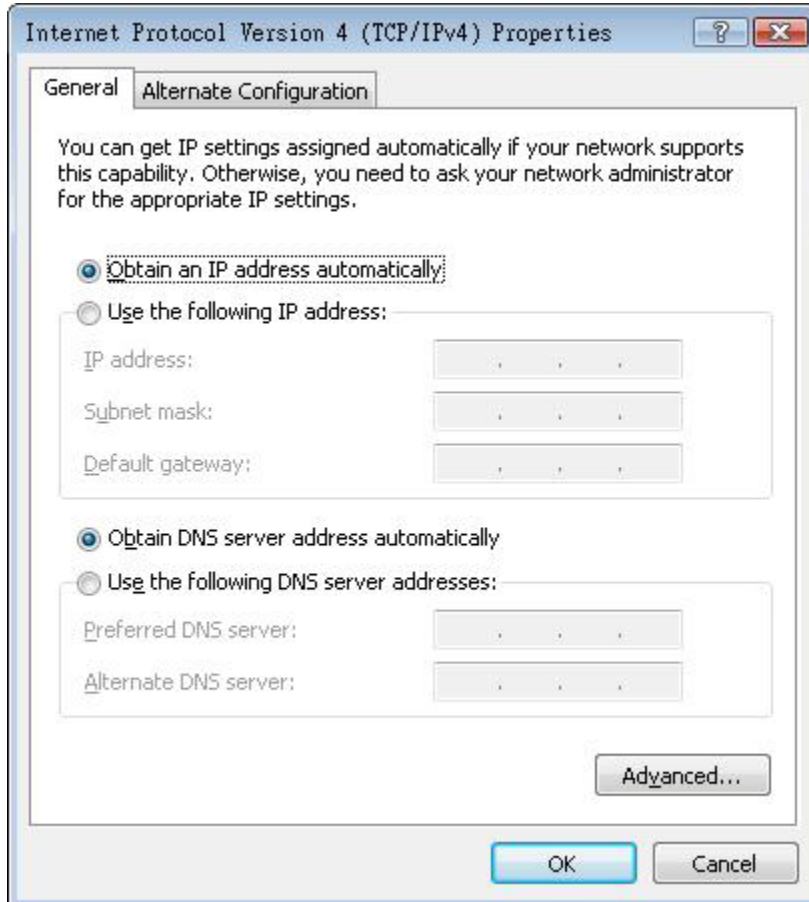 Internet Protocol Version 4 (TCP/IPv4) Properties
General
Alternate Configuration
You can get IP settings assigned automatically if your network supports
this capability. Otherwise, you need to ask your network administrator
for the appropriate IP settings.
Obtain an IP address automatically
Use the following IP address:
IP address:
Subnet mask:
Default gateway:
Obtain DNS server address automatically
Use the following DNS server addresses:
Preferred DNS server:
Alternate DNS server:
Advanced...
OK
Cancel